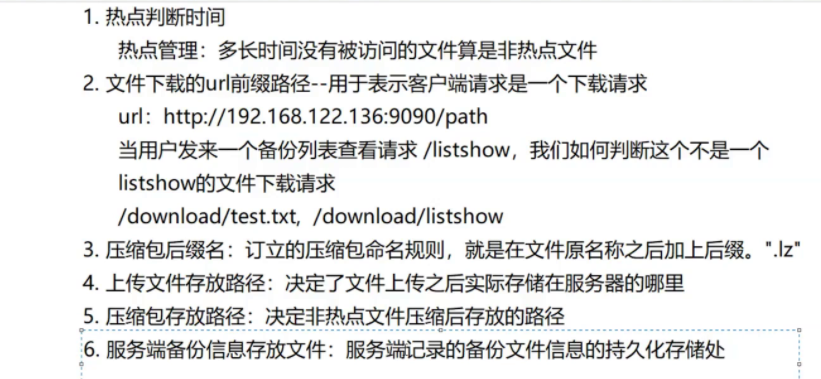 1. 热点判断时间
热点管理：多长时间没有被访问的文件算是非热点文件
2. 文件下载的url前缀路径--用于表示客户端请求是一个下载请求
url：http://192.168.122.136:9090/path
当用户发来一个备份列表查看请求 /listshow，我们如何判断这个不是一个
listshow的文件下载请求
/download/test.txt,  /download/listshow
3. 压缩包后缀名：订立的压缩包命名规则，就是在文件原名称之后加上后缀。".lz"
4. 上传文件存放路径：决定了文件上传之后实际存储在服务器的哪里
5. 压缩包存放路径：决定非热点文件压缩后存放的路径
6. 服务端备份信息存放文件：服务端记录的备份文件信息的持久化存储处